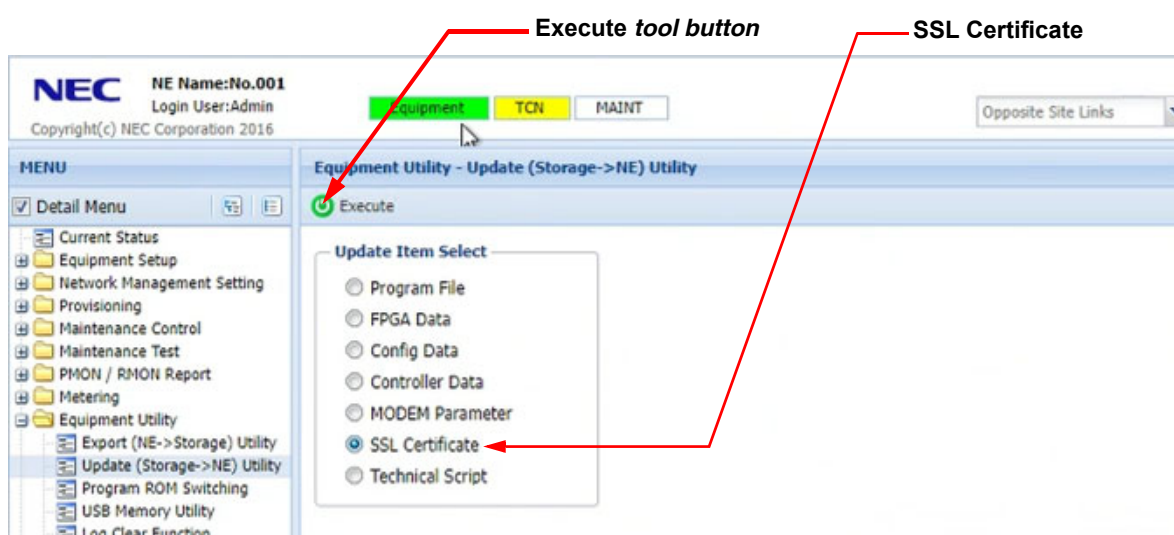 Execute tool button
SSL Certificate
NEC
NE Name:No.001
Login User:Admin
Copyright(c) NEC Corporation 2016
Equipment
TCN
MAINT
Opposite Site Links
MENU
Equipment Utility - Update (Storage->NE) Utility
Detail Menu
Execute
Current Status
Equipment Setup
Network Management Setting
Provisioning
Maintenance Control
Maintenance Test
PMON / RMON Report
Metering
Equipment Utility
Export (NE->Storage) Utility
Update (Storage->NE) Utility
Program ROM Switching
USB Memory Utility
Log Clear Function
Update Item Select
Program File
FPGA Data
Config Data
Controller Data
MODEM Parameter
SSL Certificate
Technical Script